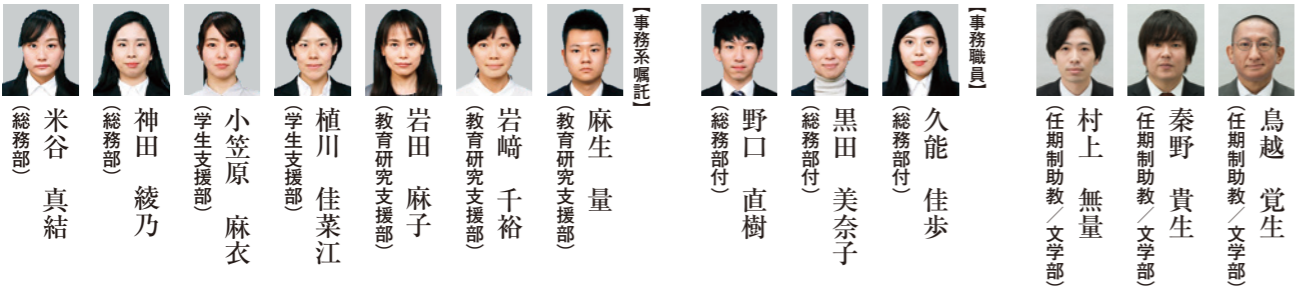 鳥越　覚生
（任期制助教／文学部）
秦野　貴生
（任期制助教／文学部）
村上　無量
（任期制助教／文学部）
【事務職員】
久能　佳歩
（総務部付）
黒田　美奈子
（総務部付）
野口　直樹
（総務部付）
【事務系嘱託】
麻生　量
（教育研究支援部）
岩﨑　千裕
（教育研究支援部）
岩田　麻子
（教育研究支援部）
植川　佳菜江
（学生支援部）
小笠原　麻衣
（学生支援部）
神田　綾乃
（総務部）
米谷　真結
（総務部）